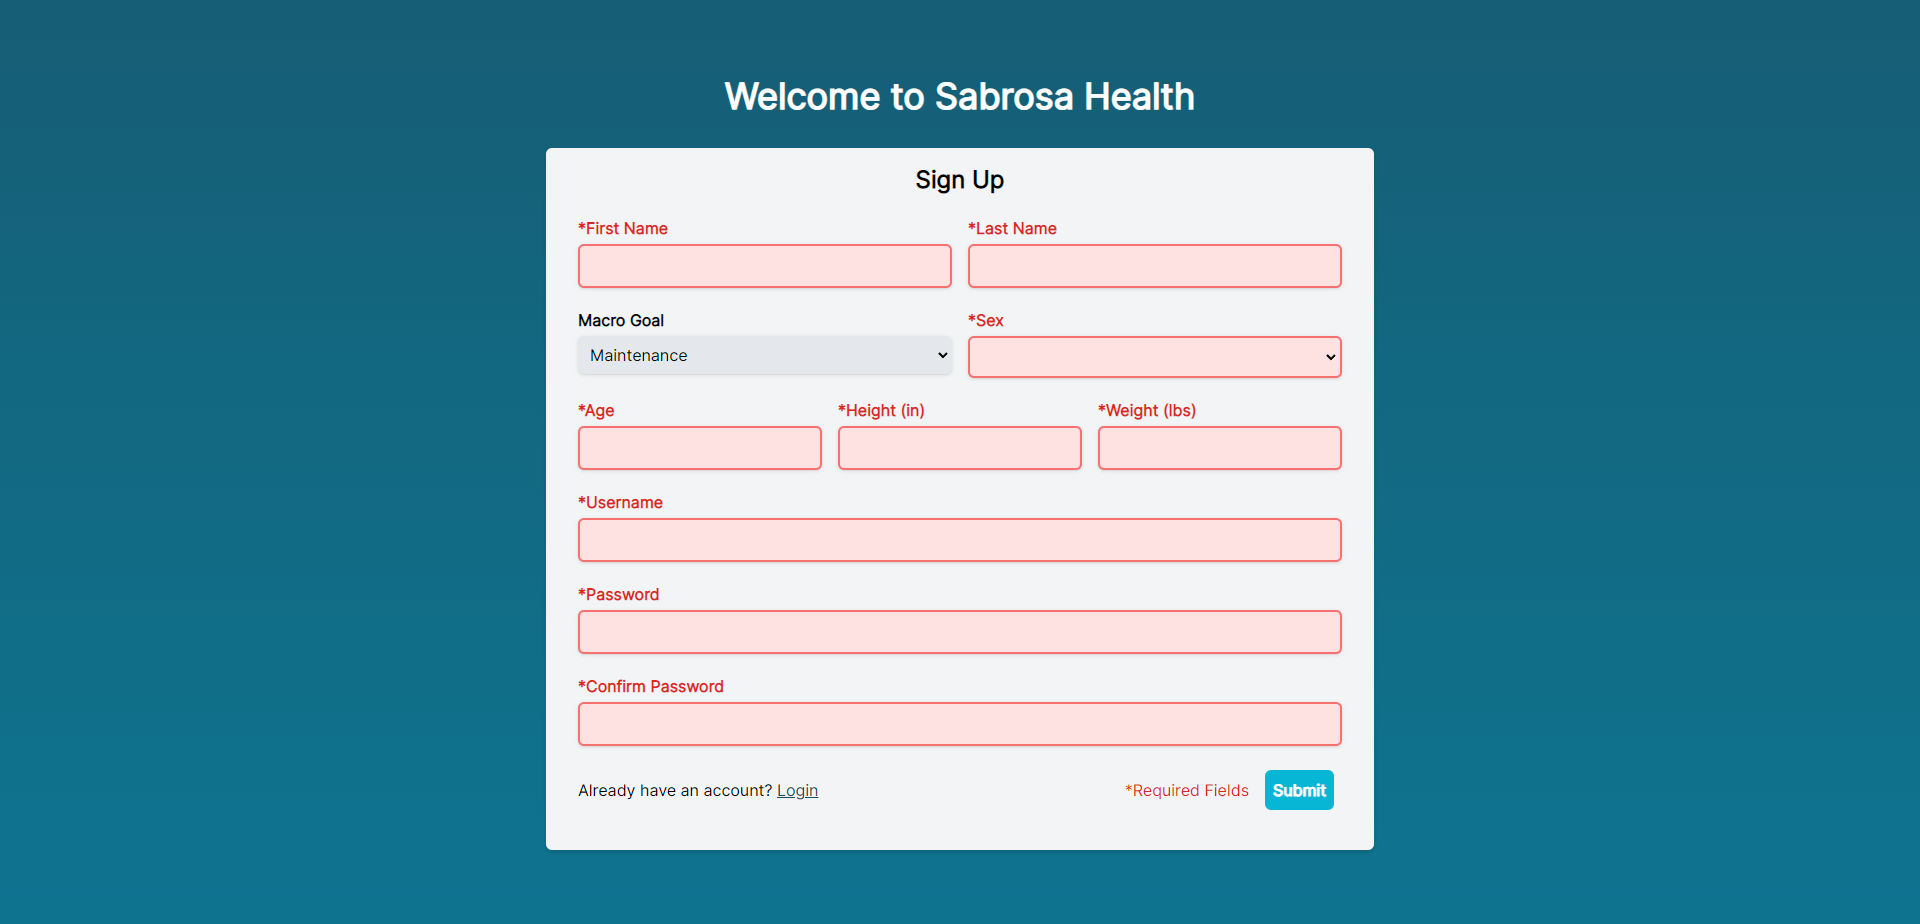 Welcome to Sabrosa Health
Sign Up
*First Name
*Last Name
Macro Goal
*Sex
Maintenance
*Age
*Height (in)
*Weight (lbs)
*Username
*Password
*Confirm Password
Already have an account? Login
*Required Fields
Submit